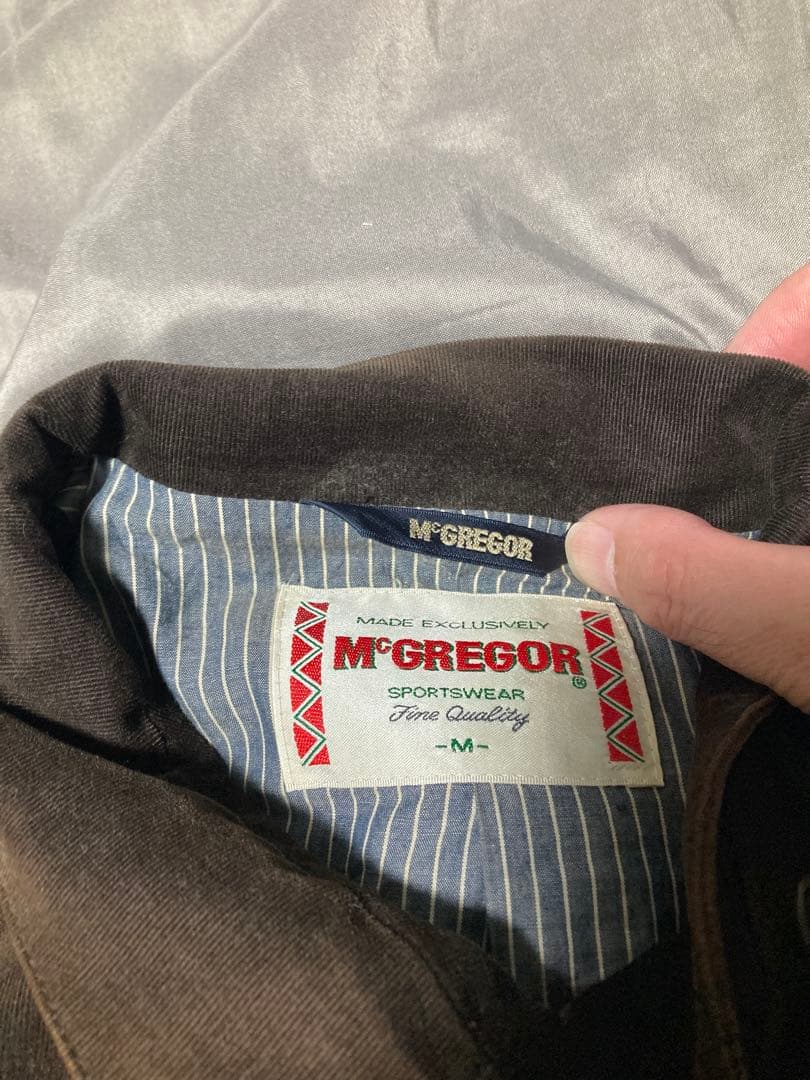 McGREGOR
MADE EXCLUSIVELY
McGREGOR®
SPORTSWEAR
Fine Quality
-M-